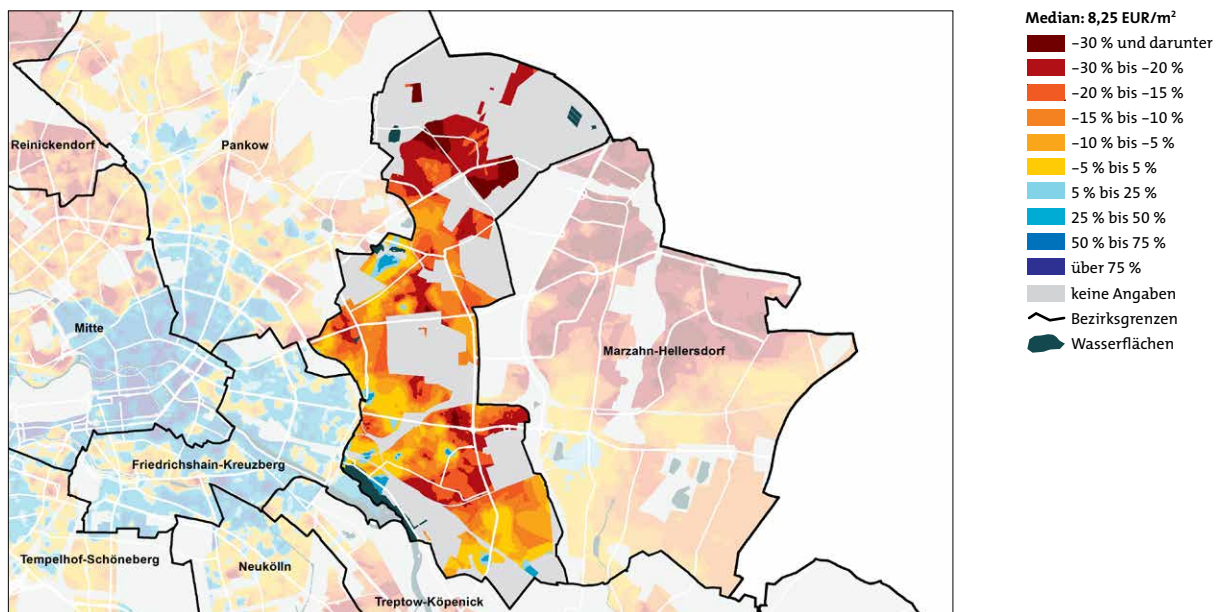 Reinickendorf
Pankow
Mitte
Marzahn-Hellersdorf
Friedrichshain-Kreuzberg
Tempelhof-Schöneberg
Neukölln
Treptow-Köpenick
Median: 8,25 EUR/m²
–30 % und darunter
–30 % bis –20 %
–20 % bis –15 %
–15 % bis –10 %
–10 % bis –5 %
–5 % bis 5 %
5 % bis 25 %
25 % bis 50 %
50 % bis 75 %
über 75 %
keine Angaben
Bezirksgrenzen
Wasserflächen